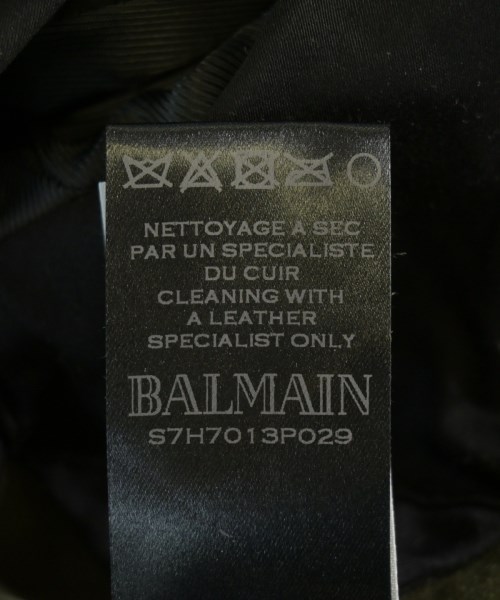 NETTOYAGE A SEC
PAR UN SPECIALISTE
DU CUIR
CLEANING WITH
A LEATHER
SPECIALIST ONLY
BALMAIN
S7H7013P029